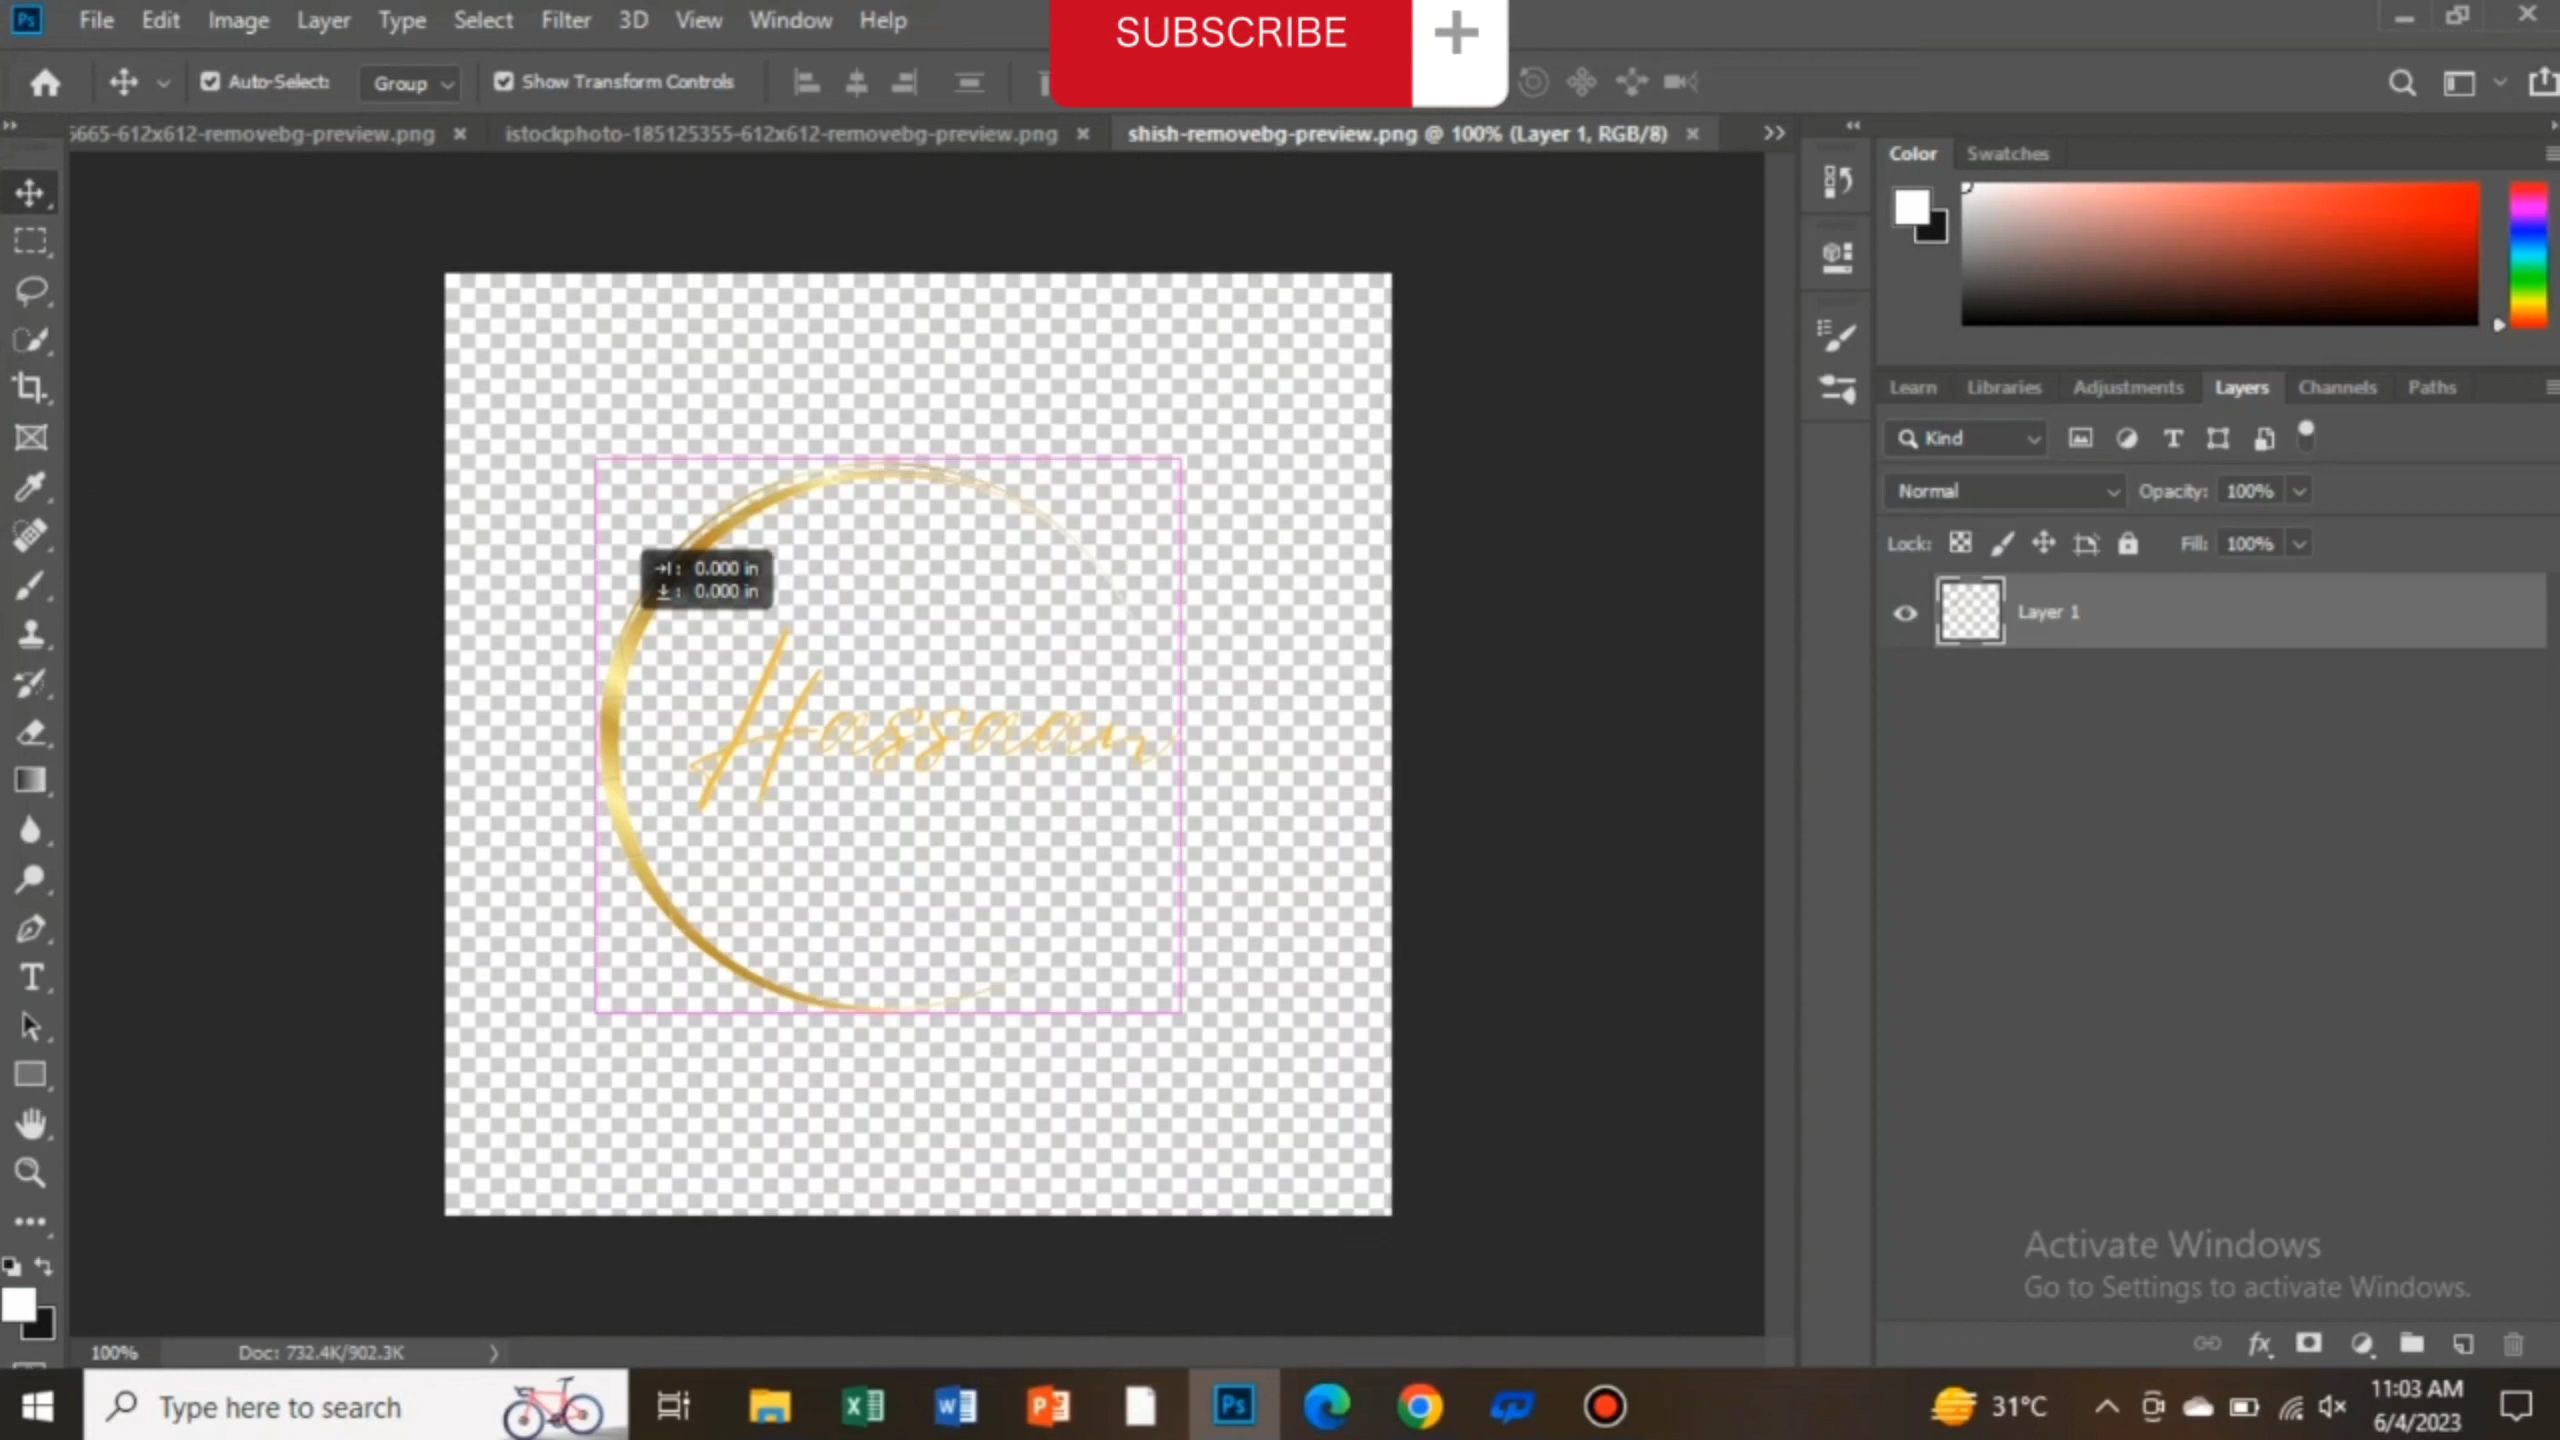 Ps File Edit Image Layer Type Select Filter 3D View Window Help
SUBSCRIBE +
Auto-Select: Group Show Transform Controls
5665-612x612-removebg-preview.png × istockphoto-185125355-612x612-removebg-preview.png × shish-removebg-preview.png @ 100% (Layer 1, RGB/8) ×
Color Swatches
Learn Libraries Adjustments Layers Channels Paths
Kind
Normal Opacity: 100%
Lock: Fill: 100%
Layer 1
0.000 in
0.000 in
Hassaan
Activate Windows
Go to Settings to activate Windows.
100% Doc: 732.4K/902.3K
Type here to search
Ps
31°C
11:03 AM
6/4/2023